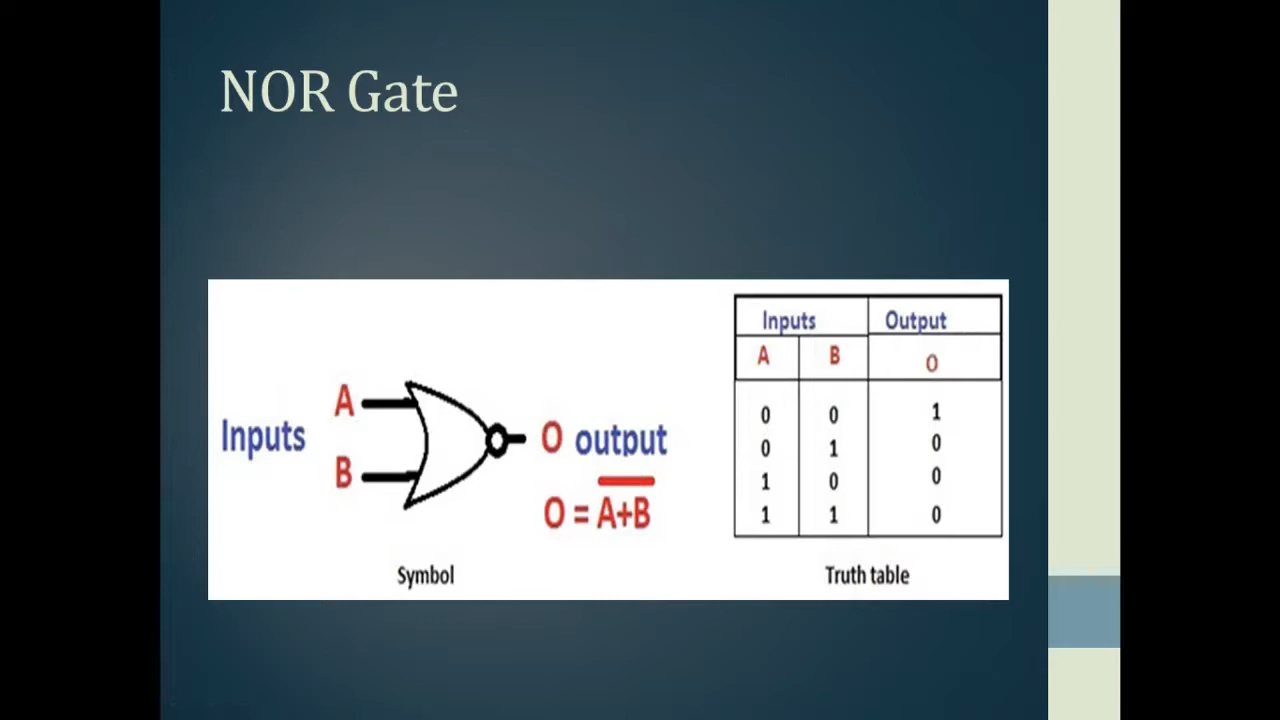 NOR Gate
Inputs
A
B
O output
O = A+B
Symbol
Inputs Output
A B O
0 0 1
0 1 0
1 0 0
1 1 0
Truth table